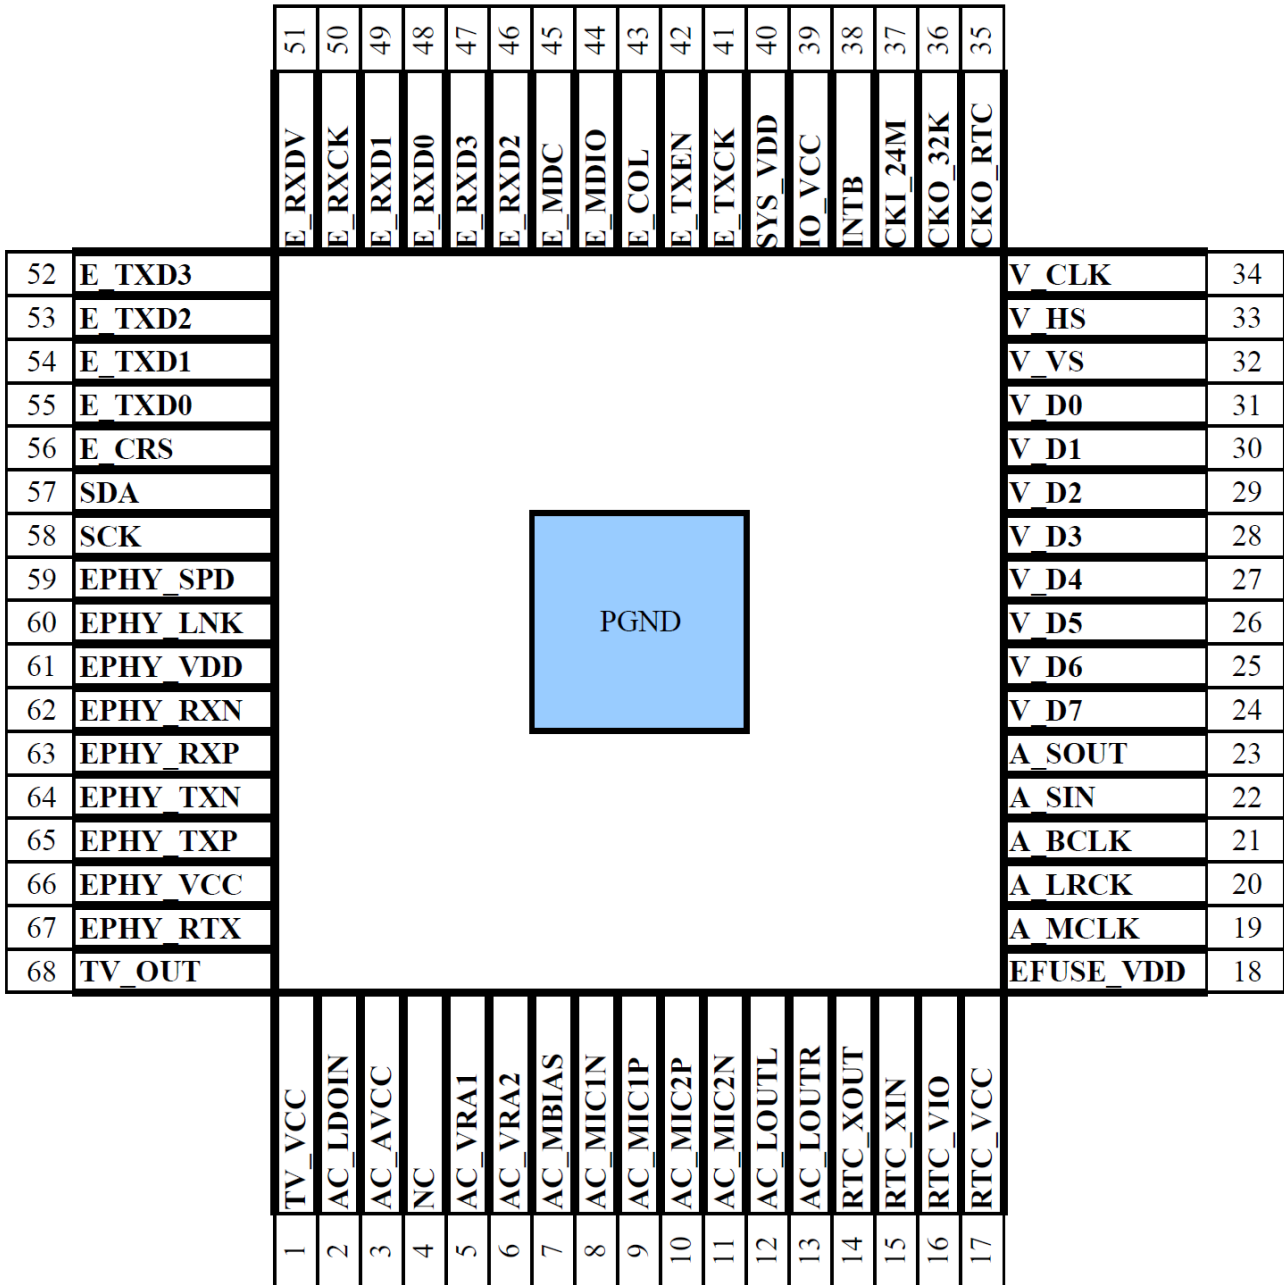 51 50 49 48 47 46 45 44 43 42 41 40 39 38 37 36 35
E_RXDV E_RXCK E_RXD1 E_RXD0 E_RXD3 E_RXD2 E_MDC E_MDIO E_COL E_TXEN E_TXCK SYS_VDD IO_VCC INTB CKI_24M CKO_32K CKO_RTC
52 E_TXD3 V_CLK 34
53 E_TXD2 V_HS 33
54 E_TXD1 V_VS 32
55 E_TXD0 V_D0 31
56 E_CRS V_D1 30
57 SDA V_D2 29
58 SCK V_D3 28
59 EPHY_SPD V_D4 27
60 EPHY_LNK PGND V_D5 26
61 EPHY_VDD V_D6 25
62 EPHY_RXN V_D7 24
63 EPHY_RXP A_SOUT 23
64 EPHY_TXN A_SIN 22
65 EPHY_TXP A_BCLK 21
66 EPHY_VCC A_LRCK 20
67 EPHY_RTX A_MCLK 19
68 TV_OUT EFUSE_VDD 18
TV_VCC AC_LDOIN AC_AVCC NC AC_VRA1 AC_VRA2 AC_MBIAS AC_MIC1N AC_MIC1P AC_MIC2P AC_MIC2N AC_LOUTL AC_LOUTR RTC_XOUT RTC_XIN RTC_VIO RTC_VCC
1 2 3 4 5 6 7 8 9 10 11 12 13 14 15 16 17